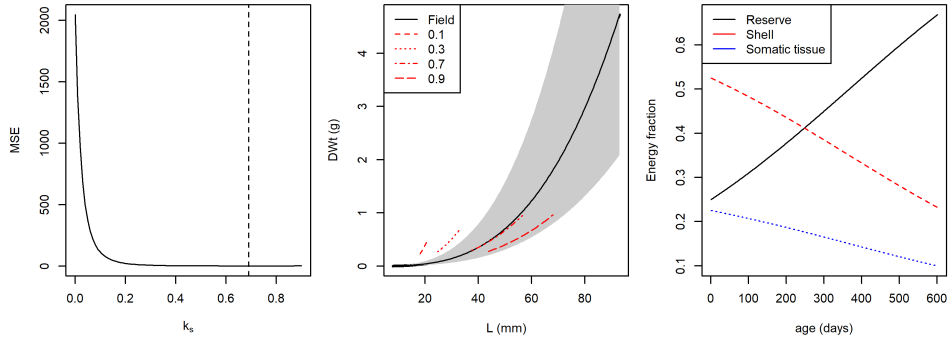 MSE
2000
1500
1000
500
0
0.0 0.2 0.4 0.6 0.8
ks
DWt (g)
4
3
2
1
0
Field
0.1
0.3
0.7
0.9
20 40 60 80
L (mm)
Energy fraction
0.6
0.5
0.4
0.3
0.2
0.1
Reserve
Shell
Somatic tissue
0 100 200 300 400 500 600
age (days)